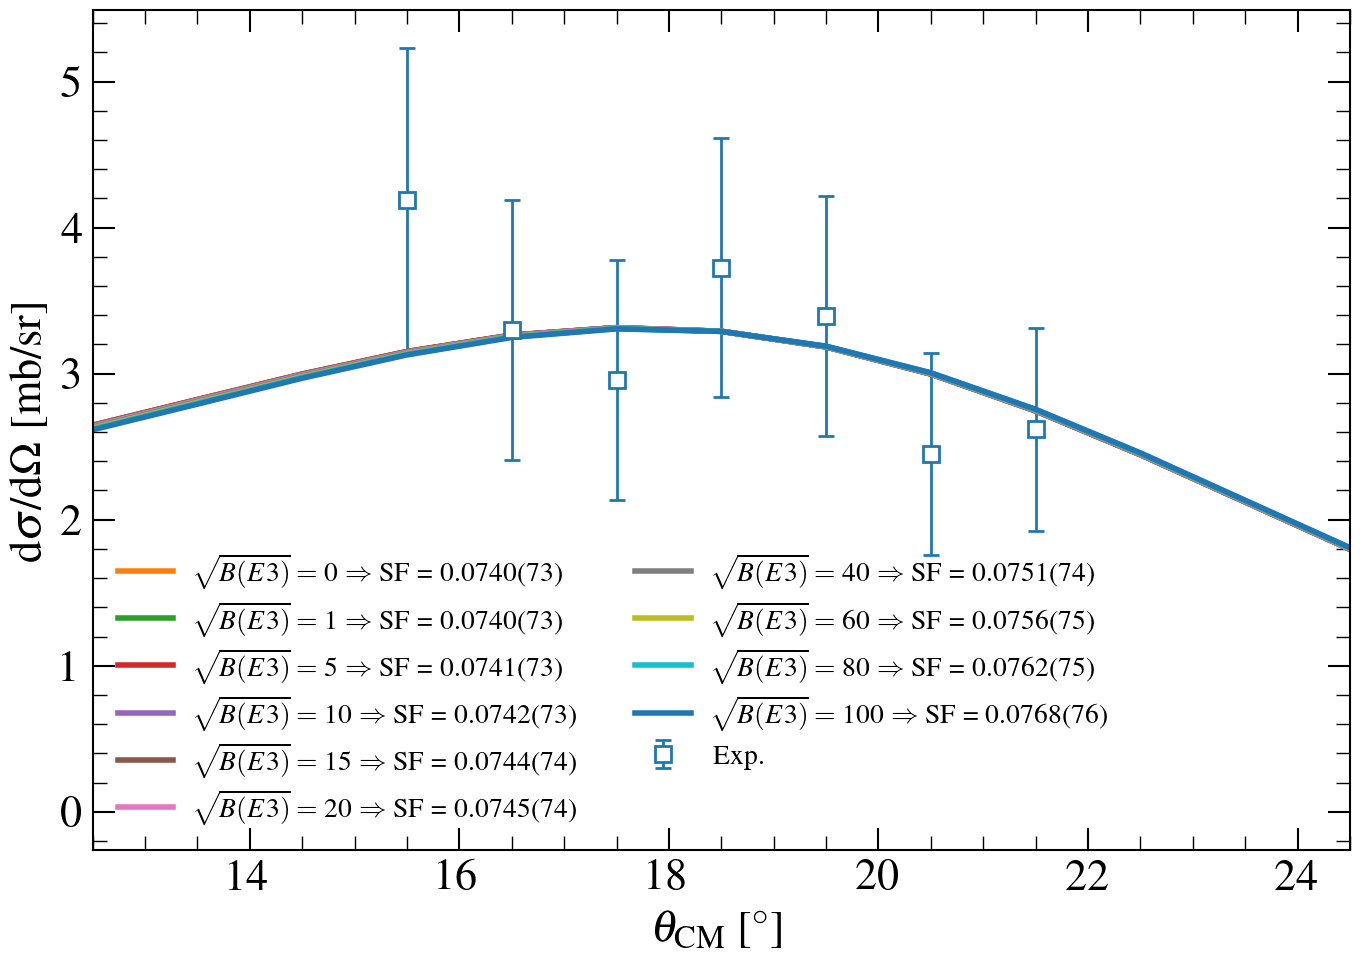 dσ/dΩ [mb/sr]
5
4
3
2
1
0
√B(E3) = 0 ⇒ SF = 0.0740(73)
√B(E3) = 1 ⇒ SF = 0.0740(73)
√B(E3) = 5 ⇒ SF = 0.0741(73)
√B(E3) = 10 ⇒ SF = 0.0742(73)
√B(E3) = 15 ⇒ SF = 0.0744(74)
√B(E3) = 20 ⇒ SF = 0.0745(74)
√B(E3) = 40 ⇒ SF = 0.0751(74)
√B(E3) = 60 ⇒ SF = 0.0756(75)
√B(E3) = 80 ⇒ SF = 0.0762(75)
√B(E3) = 100 ⇒ SF = 0.0768(76)
Exp.
14 16 18 20 22 24
θCM [°]